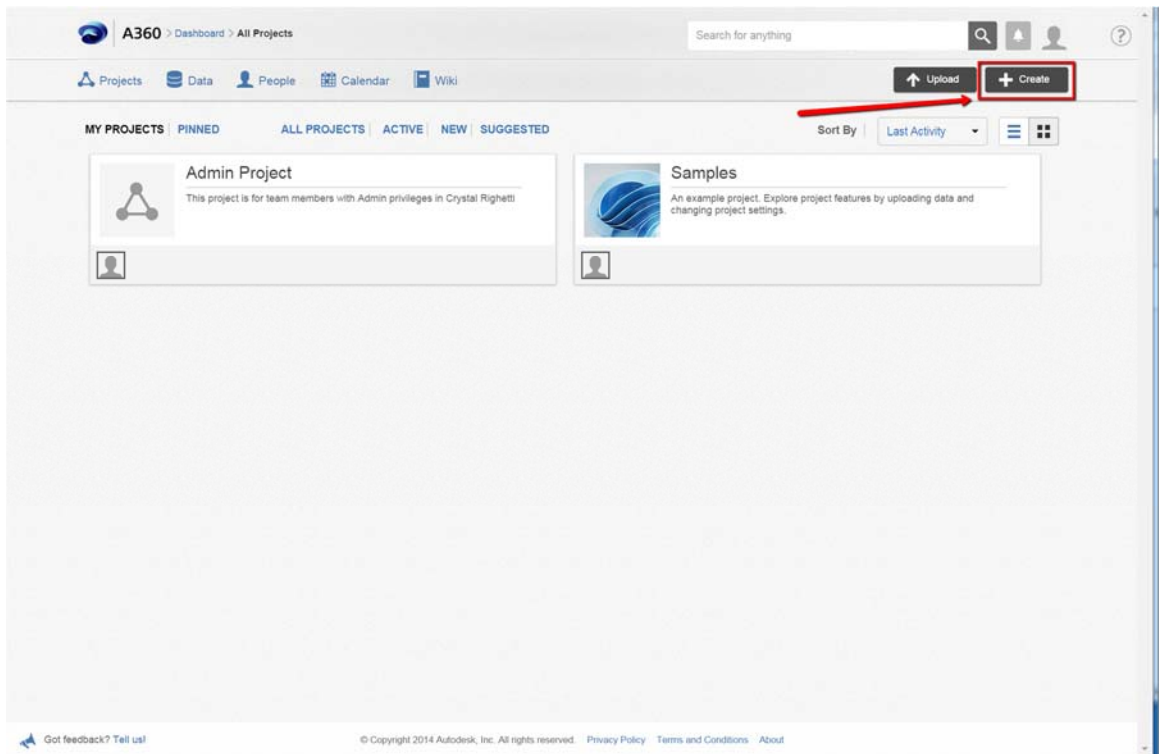 A360 > Dashboard > All Projects
Search for anything
?
Projects Data People Calendar Wiki
Upload Create
MY PROJECTS PINNED ALL PROJECTS ACTIVE NEW SUGGESTED
Sort By Last Activity
Admin Project
This project is for team members with Admin privileges in Crystal Righetti
Samples
An example project. Explore project features by uploading data and
changing project settings.
Got feedback? Tell us!
© Copyright 2014 Autodesk, Inc. All rights reserved. Privacy Policy Terms and Conditions About